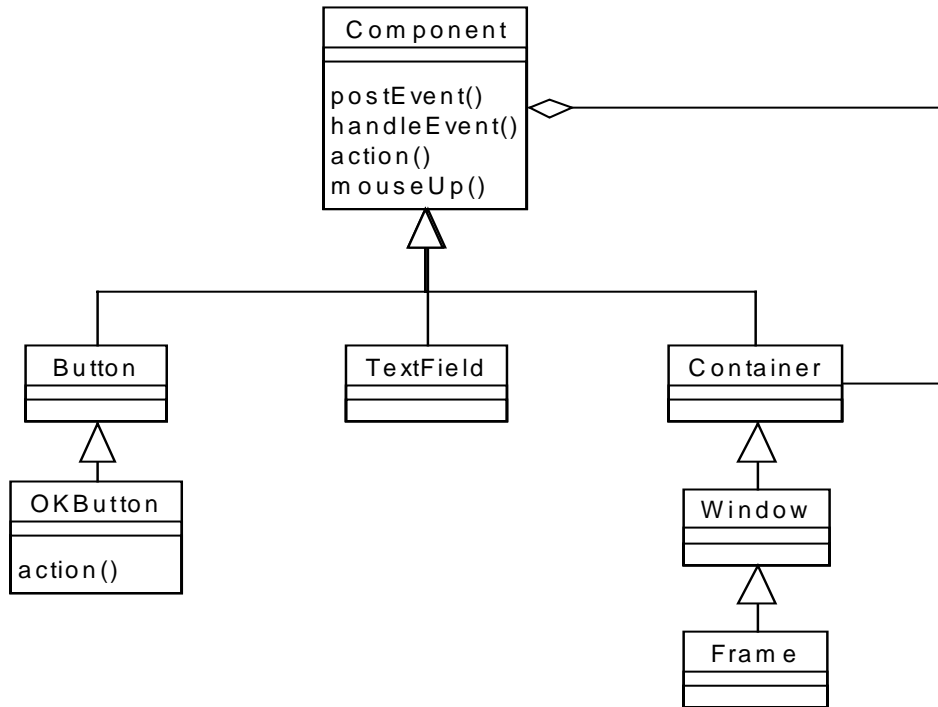 Component
postEvent()
handleEvent()
action()
mouseUp()
Button
TextField
Container
OKButton
action()
Window
Frame